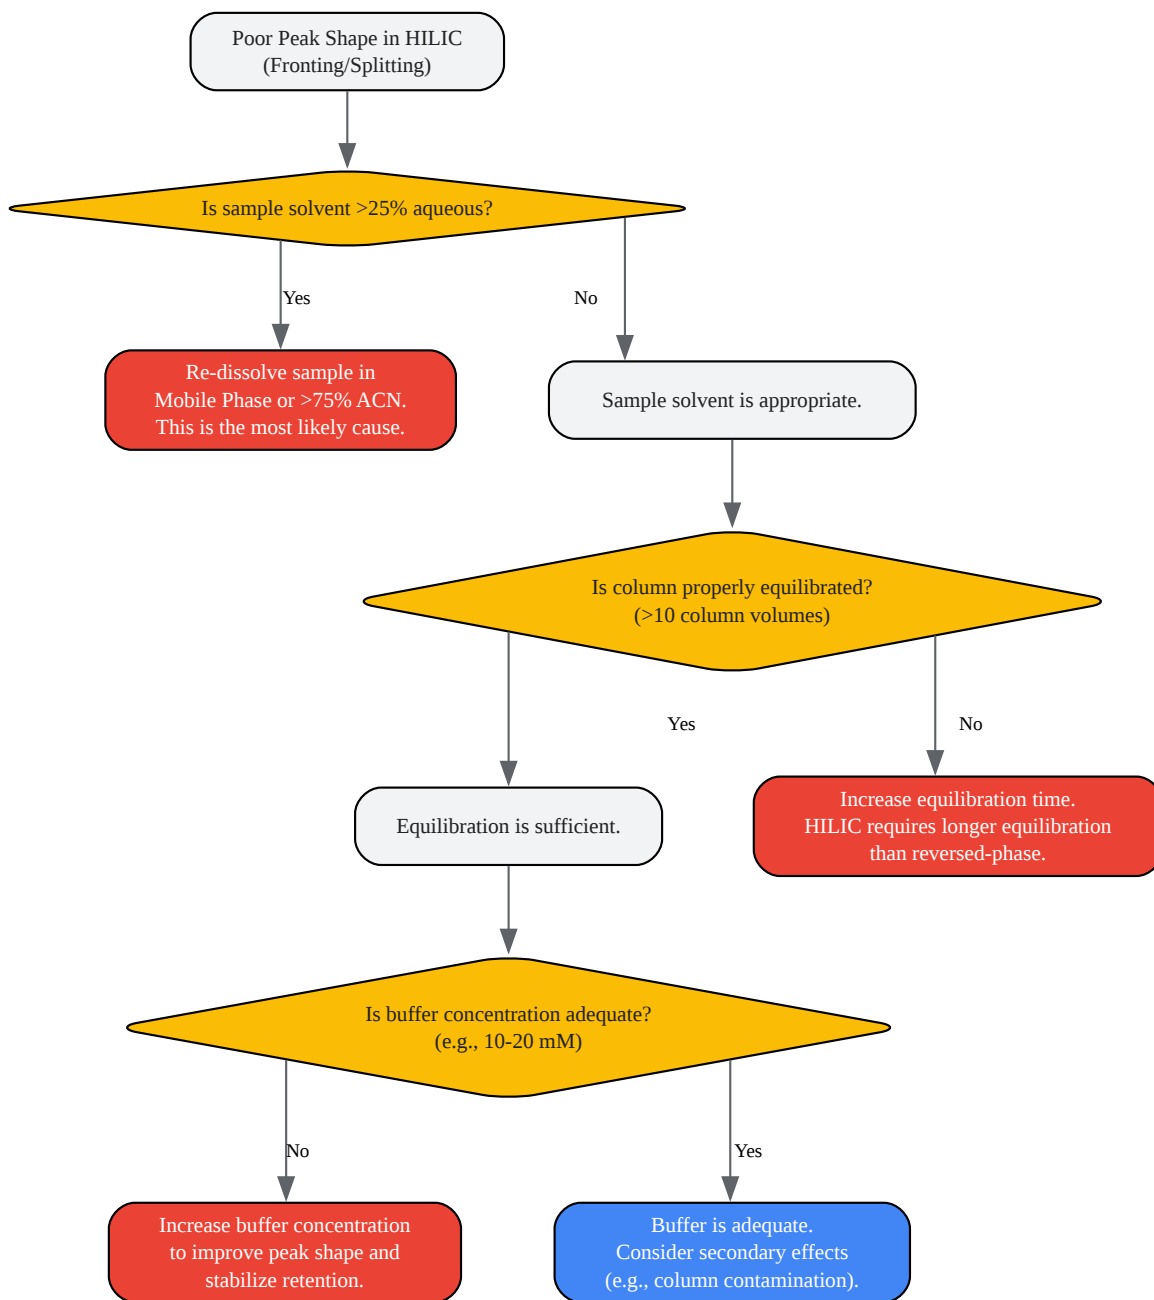 Poor Peak Shape in HILIC
(Fronting/Splitting)
Is sample solvent >25% aqueous?
Yes
No
Re-dissolve sample in
Mobile Phase or >75% ACN.
This is the most likely cause.
Sample solvent is appropriate.
Is column properly equilibrated?
(>10 column volumes)
Yes
No
Equilibration is sufficient.
Increase equilibration time.
HILIC requires longer equilibration
than reversed-phase.
Is buffer concentration adequate?
(e.g., 10-20 mM)
No
Yes
Increase buffer concentration
to improve peak shape and
stabilize retention.
Buffer is adequate.
Consider secondary effects
(e.g., column contamination).